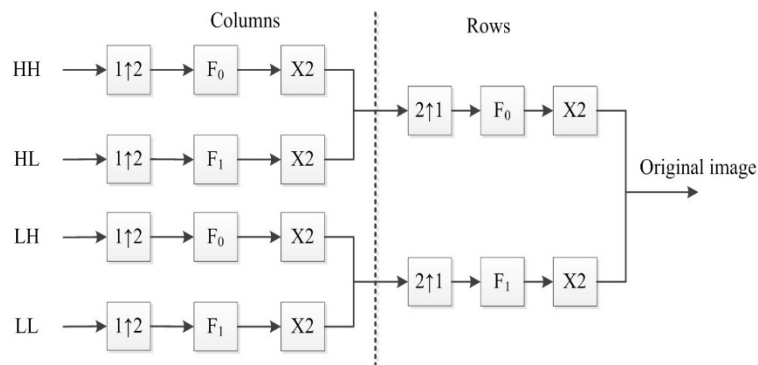 Columns
Rows
HH 1↑2 F₀ X2
2↑1 F₀ X2
HL 1↑2 F₁ X2
Original image
LH 1↑2 F₀ X2
2↑1 F₁ X2
LL 1↑2 F₁ X2